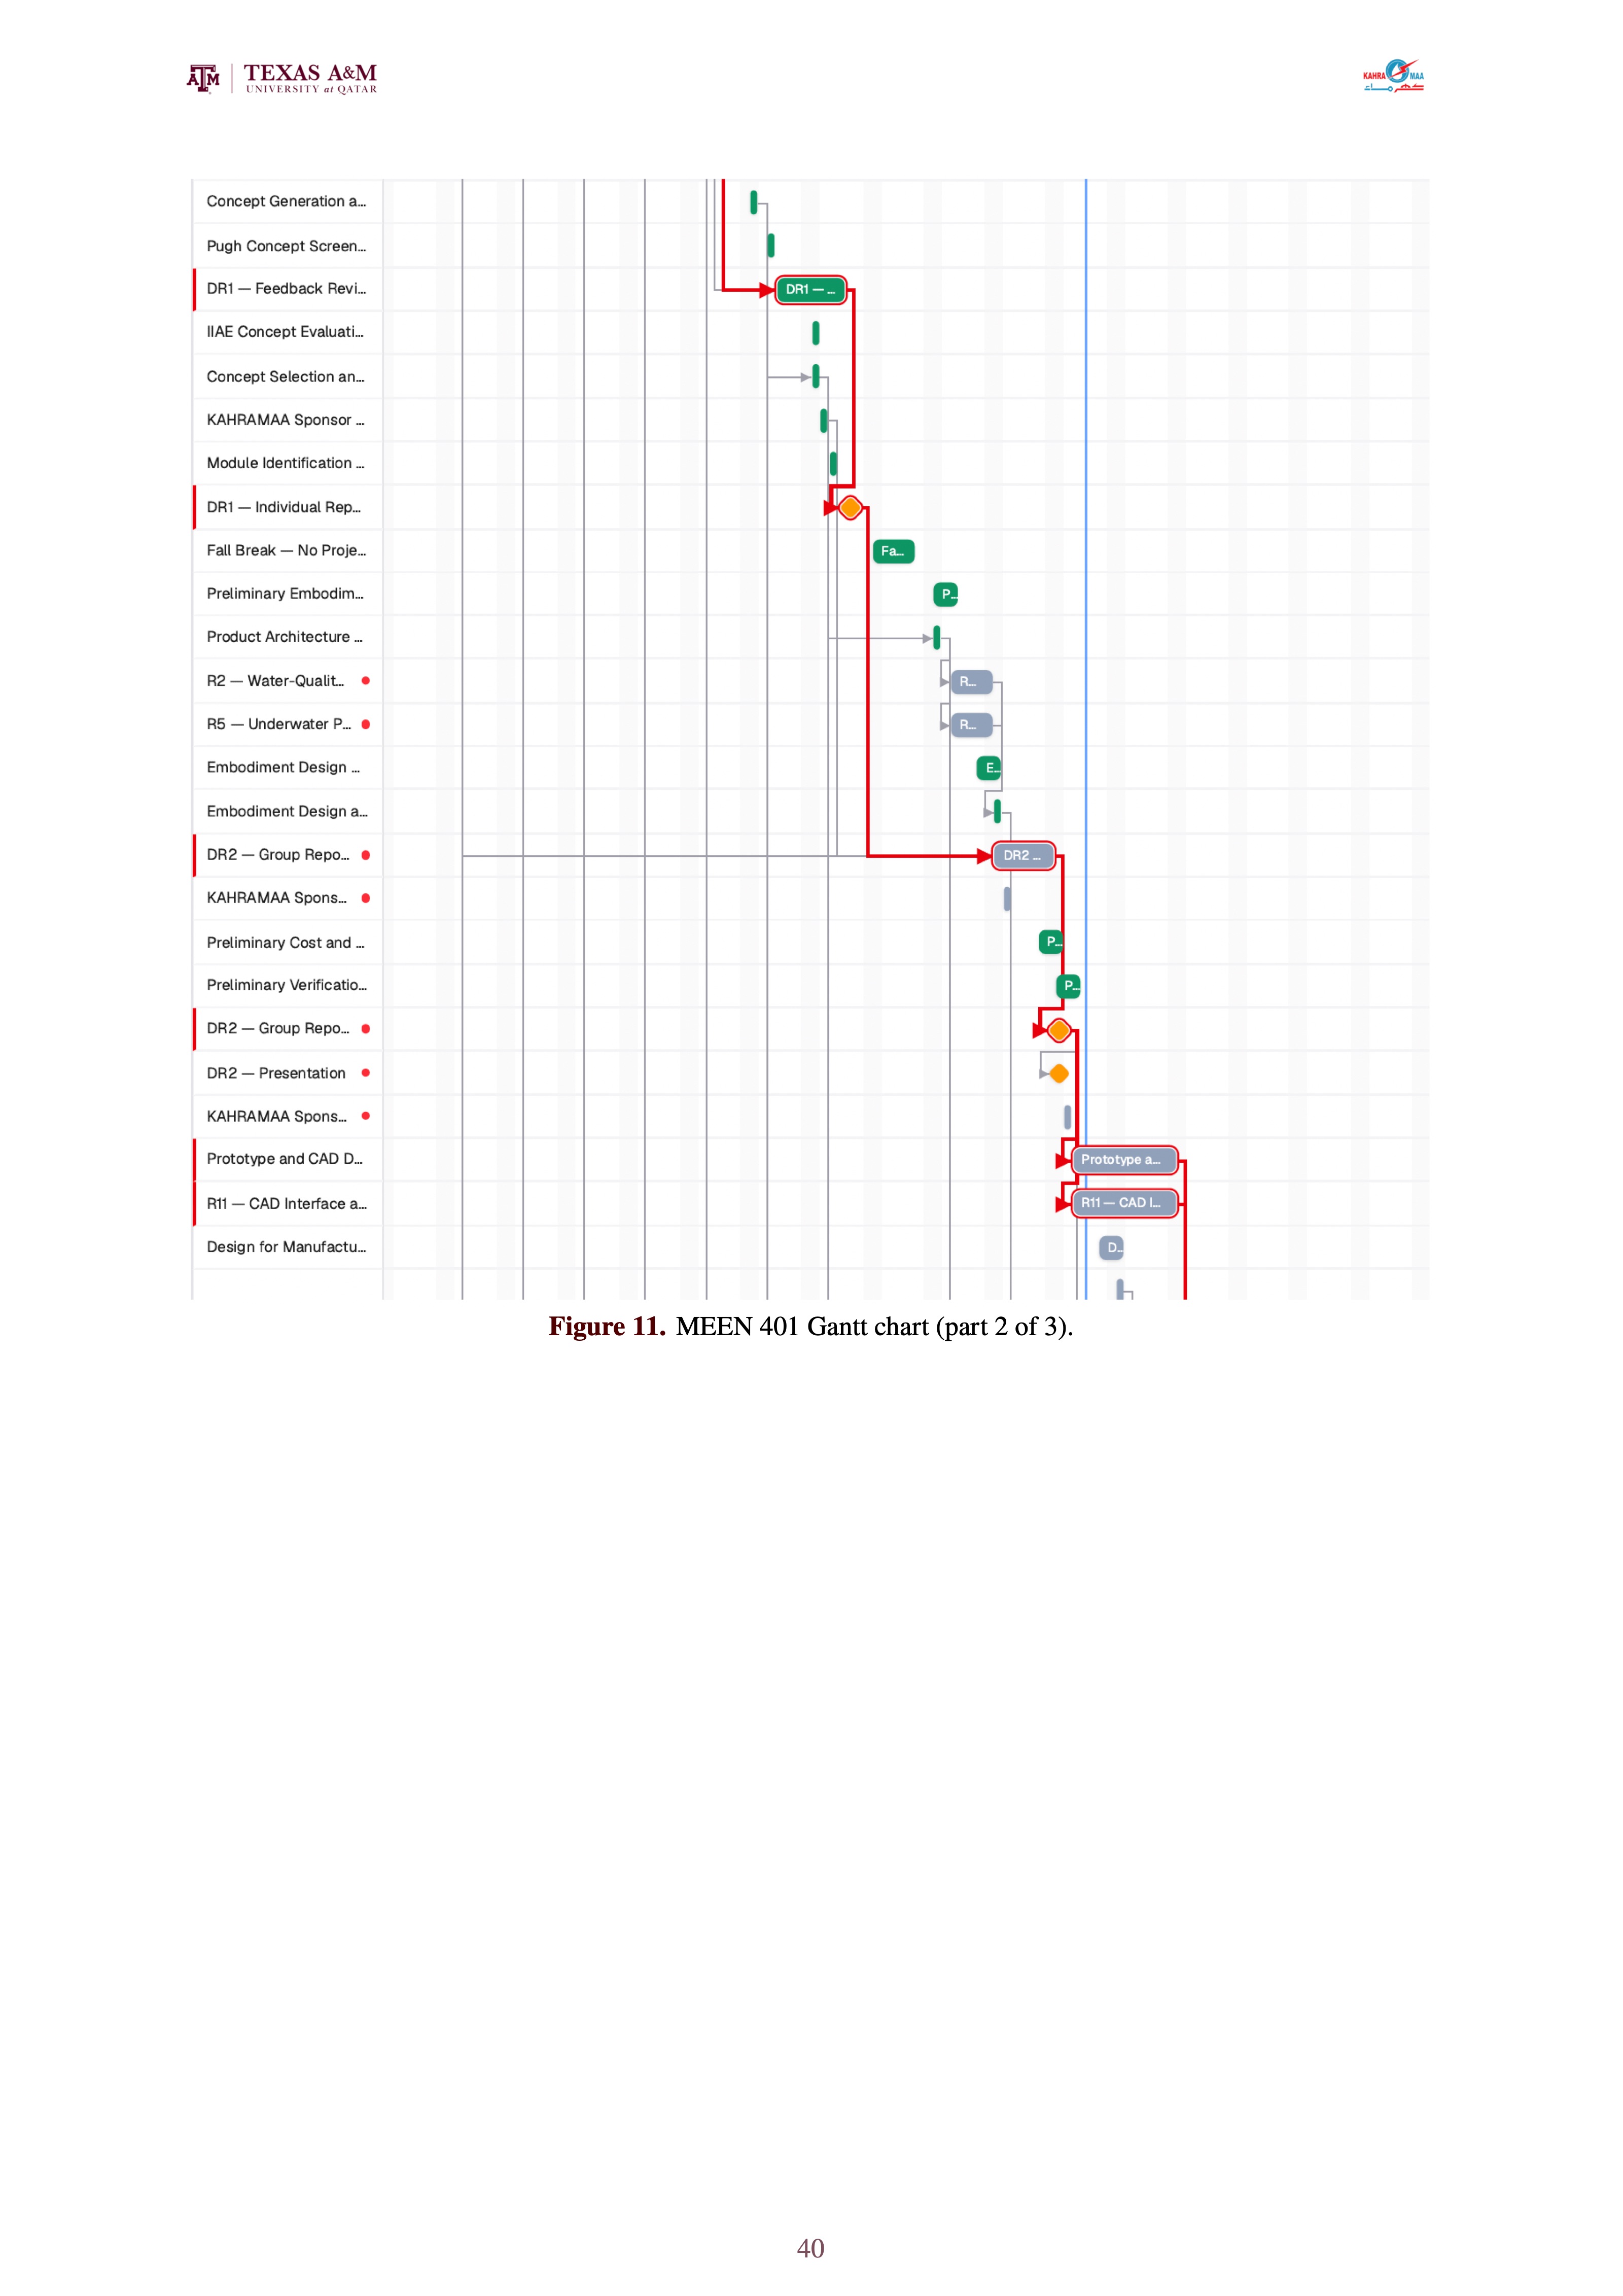 TEXAS A&M
UNIVERSITY at QATAR
KAHRA MAA
كهرماء
Concept Generation a...
Pugh Concept Screen...
DR1 — Feedback Revi...
DR1 — ...
IIAE Concept Evaluati...
Concept Selection an...
KAHRAMAA Sponsor ...
Module Identification ...
DR1 — Individual Rep...
Fall Break — No Proje...
Fa...
Preliminary Embodim...
P...
Product Architecture ...
R2 — Water-Qualit...
R...
R5 — Underwater P...
R...
Embodiment Design ...
E...
Embodiment Design a...
DR2 — Group Repo...
DR2 ...
KAHRAMAA Spons...
Preliminary Cost and ...
P...
Preliminary Verificatio...
P...
DR2 — Group Repo...
DR2 — Presentation
KAHRAMAA Spons...
Prototype and CAD D...
Prototype a...
R11 — CAD Interface a...
R11 — CAD I...
Design for Manufactu...
D...
Figure 11. MEEN 401 Gantt chart (part 2 of 3).
40